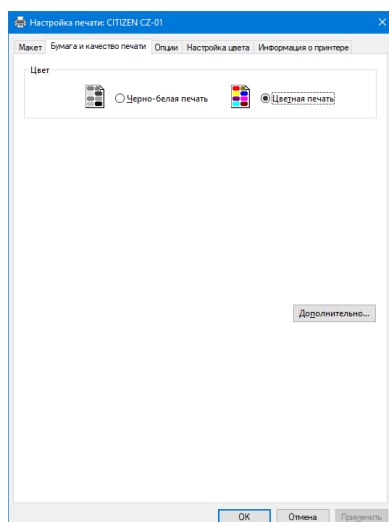 Настройка печати: CITIZEN CZ-01
Макет Бумага и качество печати Опции Настройка цвета Информация о принтере
Цвет
Черно-белая печать Цветная печать
Дополнительно...
OK Отмена Применить